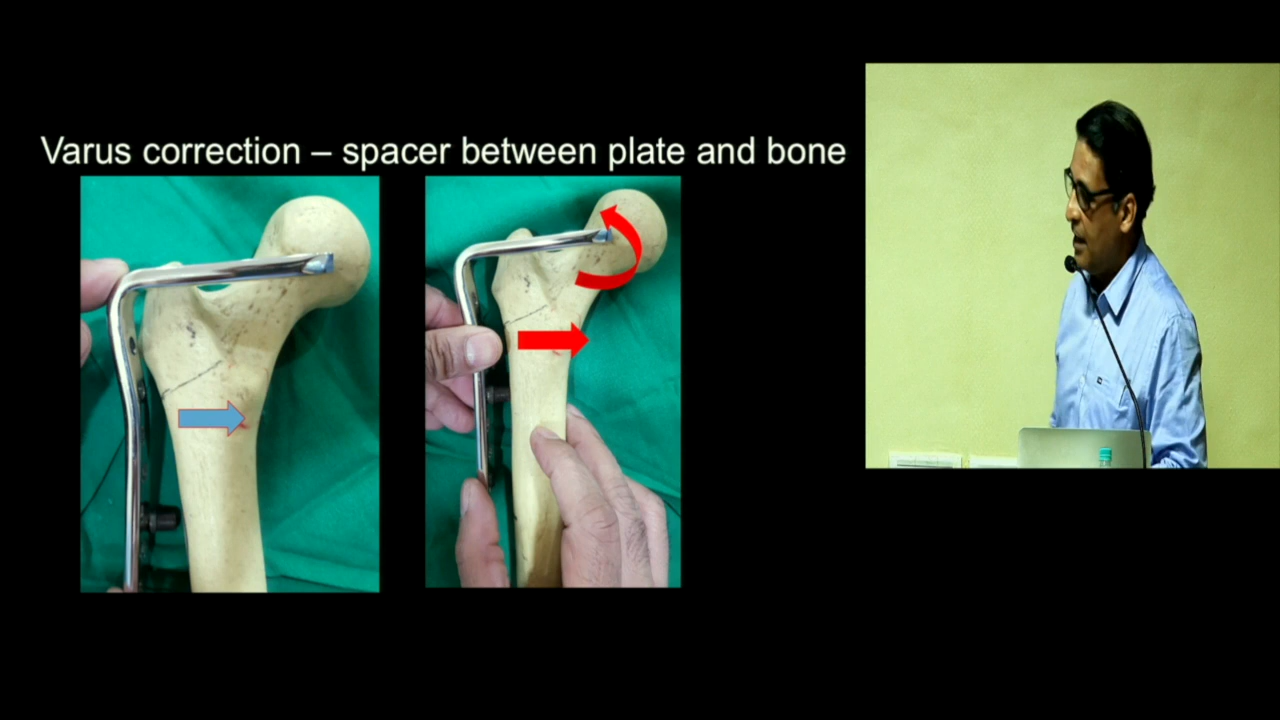 Varus correction – spacer between plate and bone